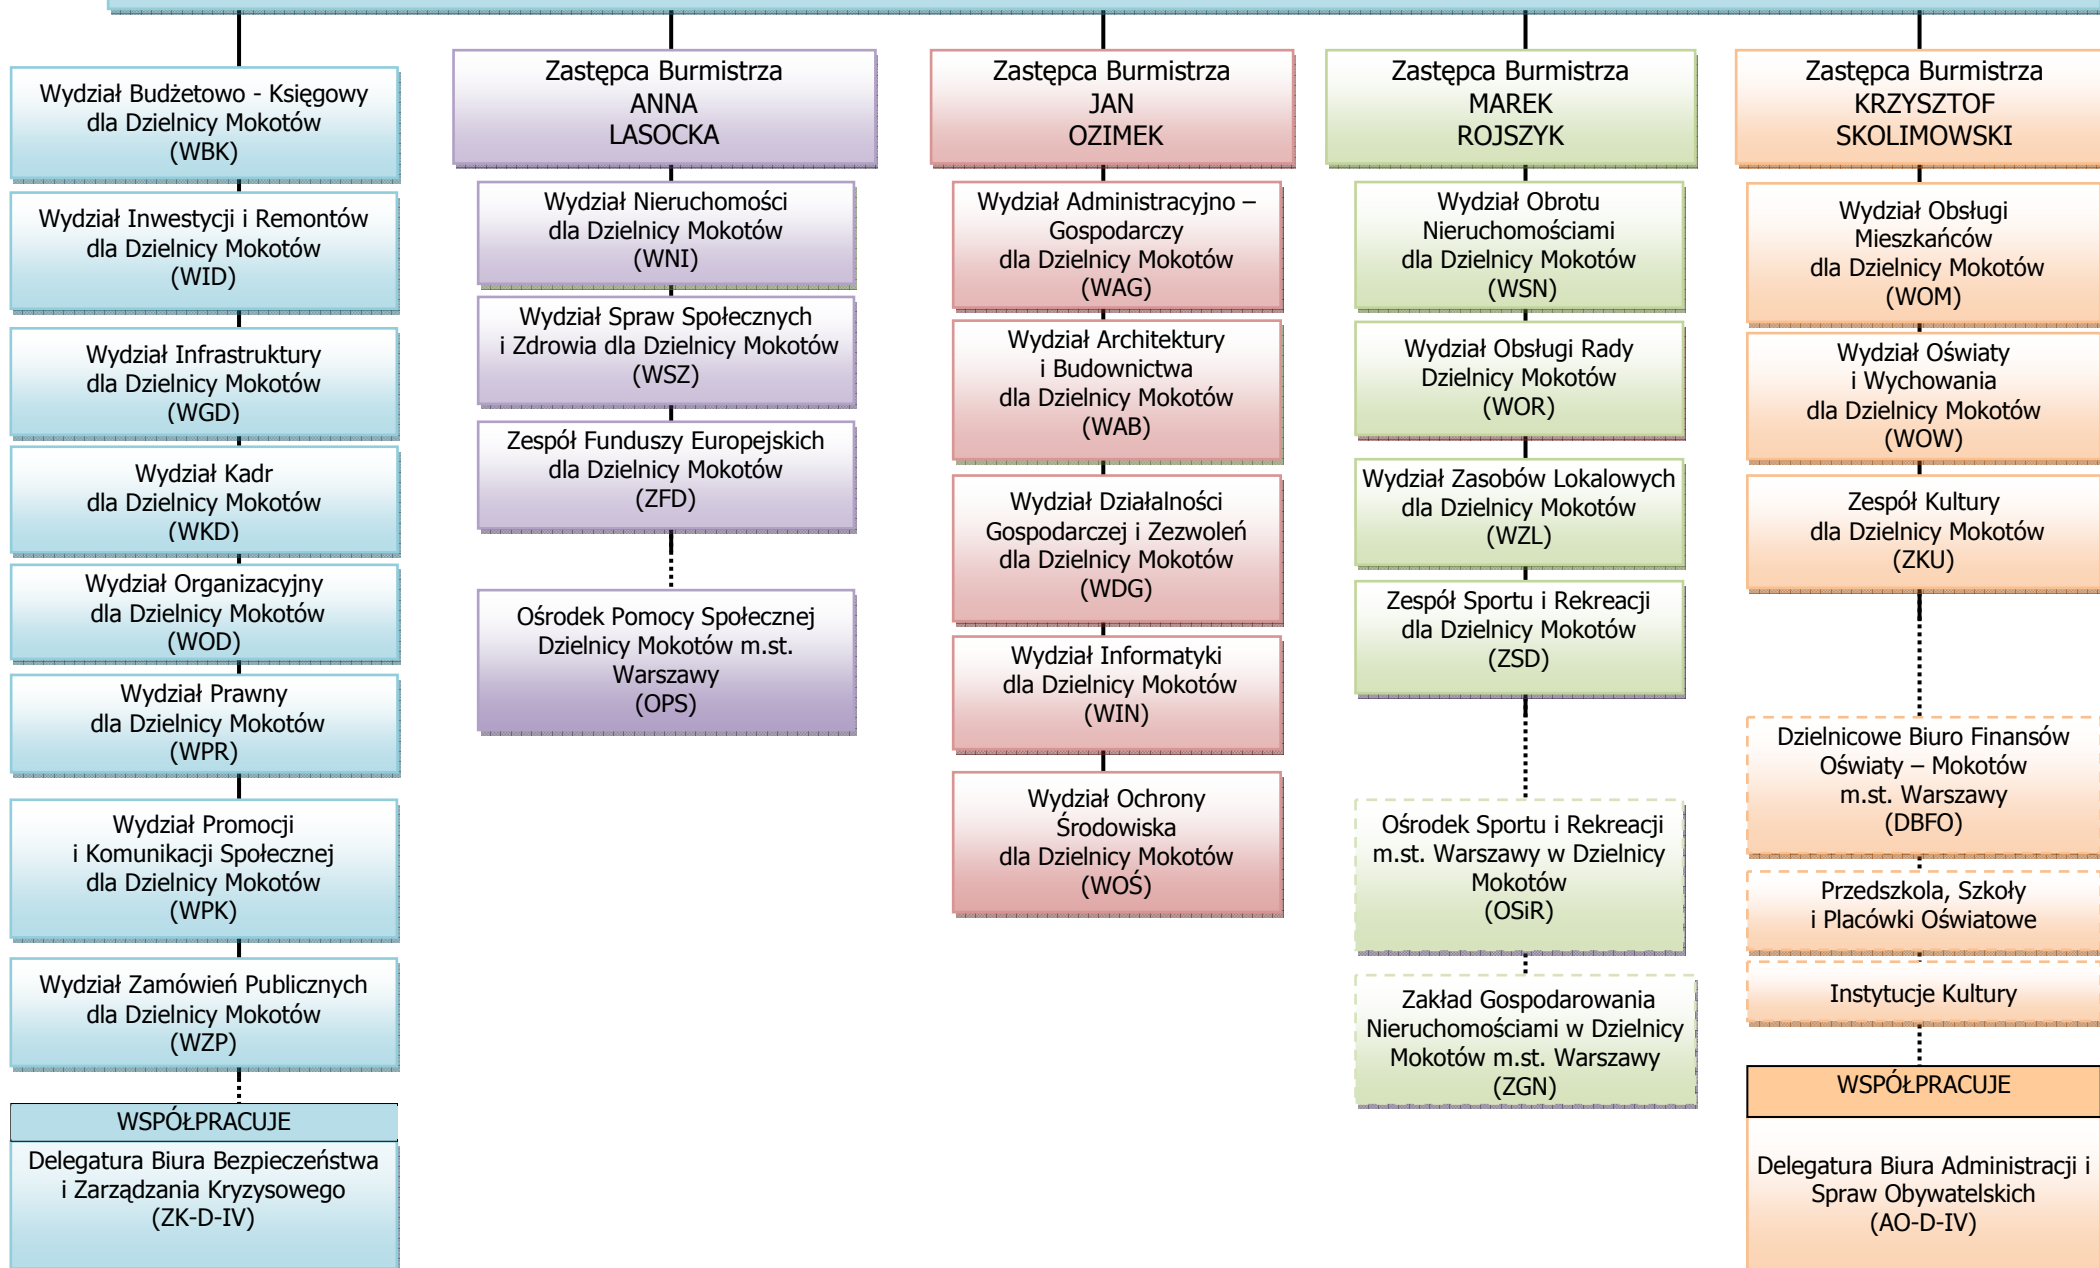 Wydział Budżetowo - Księgowy
dla Dzielnicy Mokotów
(WBK)
Wydział Inwestycji i Remontów
dla Dzielnicy Mokotów
(WID)
Wydział Infrastruktury
dla Dzielnicy Mokotów
(WGD)
Wydział Kadr
dla Dzielnicy Mokotów
(WKD)
Wydział Organizacyjny
dla Dzielnicy Mokotów
(WOD)
Wydział Prawny
dla Dzielnicy Mokotów
(WPR)
Wydział Promocji
i Komunikacji Społecznej
dla Dzielnicy Mokotów
(WPK)
Wydział Zamówień Publicznych
dla Dzielnicy Mokotów
(WZP)
WSPÓŁPRACUJE
Delegatura Biura Bezpieczeństwa
i Zarządzania Kryzysowego
(ZK-D-IV)
Zastępca Burmistrza
ANNA
LASOCKA
Wydział Nieruchomości
dla Dzielnicy Mokotów
(WNI)
Wydział Spraw Społecznych
i Zdrowia dla Dzielnicy Mokotów
(WSZ)
Zespół Funduszy Europejskich
dla Dzielnicy Mokotów
(ZFD)
Ośrodek Pomocy Społecznej
Dzielnicy Mokotów m.st.
Warszawy
(OPS)
Zastępca Burmistrza
JAN
OZIMEK
Wydział Administracyjno –
Gospodarczy
dla Dzielnicy Mokotów
(WAG)
Wydział Architektury
i Budownictwa
dla Dzielnicy Mokotów
(WAB)
Wydział Działalności
Gospodarczej i Zezwoleń
dla Dzielnicy Mokotów
(WDG)
Wydział Informatyki
dla Dzielnicy Mokotów
(WIN)
Wydział Ochrony
Środowiska
dla Dzielnicy Mokotów
(WOŚ)
Zastępca Burmistrza
MAREK
ROJSZYK
Wydział Obrotu
Nieruchomościami
dla Dzielnicy Mokotów
(WSN)
Wydział Obsługi Rady
Dzielnicy Mokotów
(WOR)
Wydział Zasobów Lokalowych
dla Dzielnicy Mokotów
(WZL)
Zespół Sportu i Rekreacji
dla Dzielnicy Mokotów
(ZSD)
Ośrodek Sportu i Rekreacji
m.st. Warszawy w Dzielnicy
Mokotów
(OSiR)
Zakład Gospodarowania
Nieruchomościami w Dzielnicy
Mokotów m.st. Warszawy
(ZGN)
Zastępca Burmistrza
KRZYSZTOF
SKOLIMOWSKI
Wydział Obsługi
Mieszkańców
dla Dzielnicy Mokotów
(WOM)
Wydział Oświaty
i Wychowania
dla Dzielnicy Mokotów
(WOW)
Zespół Kultury
dla Dzielnicy Mokotów
(ZKU)
Dzielnicowe Biuro Finansów
Oświaty – Mokotów
m.st. Warszawy
(DBFO)
Przedszkola, Szkoły
i Placówki Oświatowe
Instytucje Kultury
WSPÓŁPRACUJE
Delegatura Biura Administracji i
Spraw Obywatelskich
(AO-D-IV)